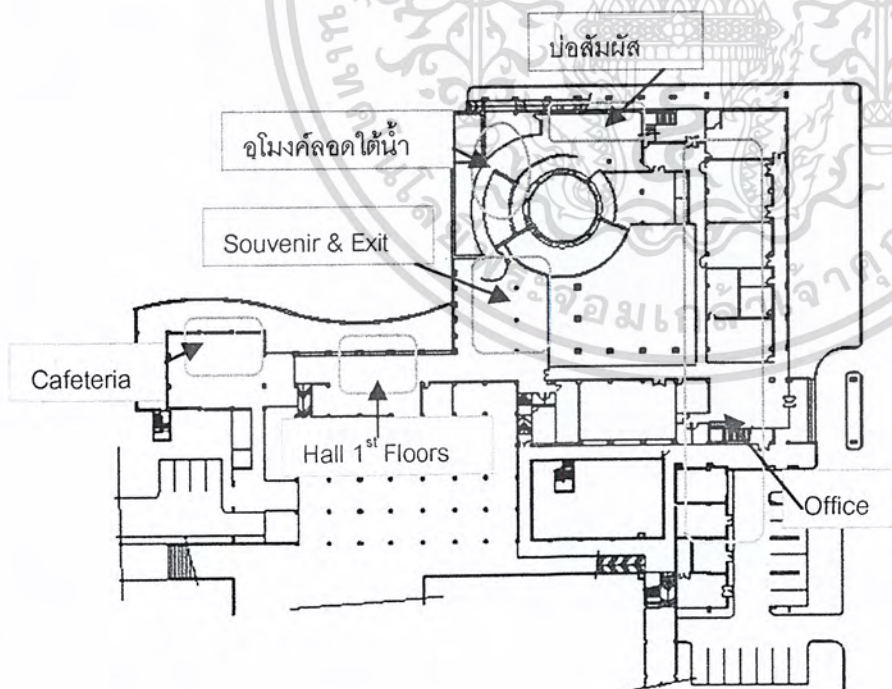 บ่อสัมผัส
อุโมงค์ลอดใต้น้ำ
Souvenir & Exit
Cafeteria
Hall 1st Floors
Office